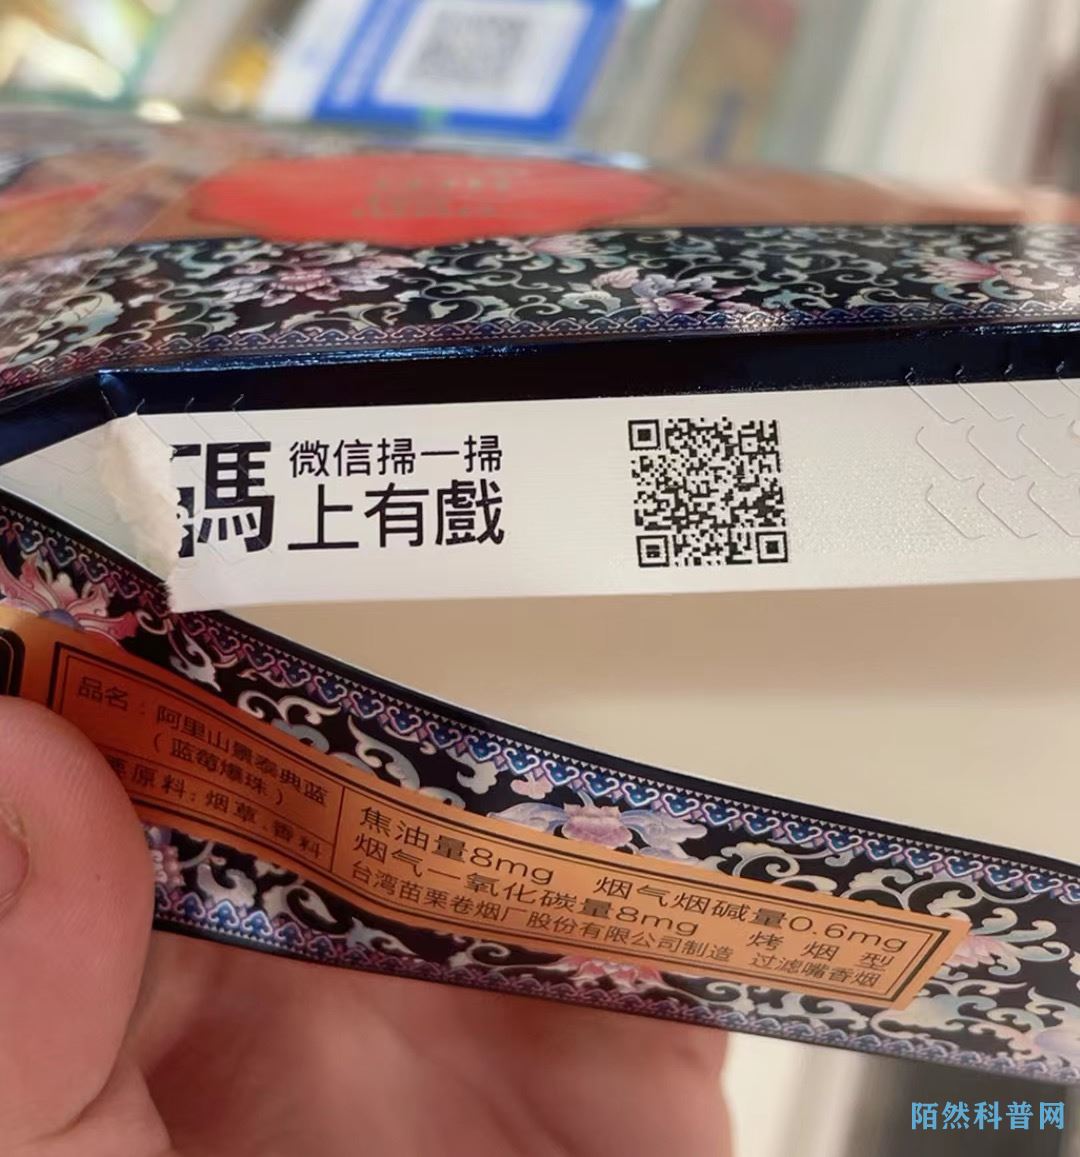 碼
微信掃一掃
上有戲
品名：阿里山景泰典蓝
（蓝莓爆珠）
原料：烟草、香料
焦油量8mg 烟气烟碱量0.6mg
烟气一氧化碳量8mg 烤烟型
台湾苗栗卷烟厂股份有限公司制造 过滤嘴香烟
陌然科普网